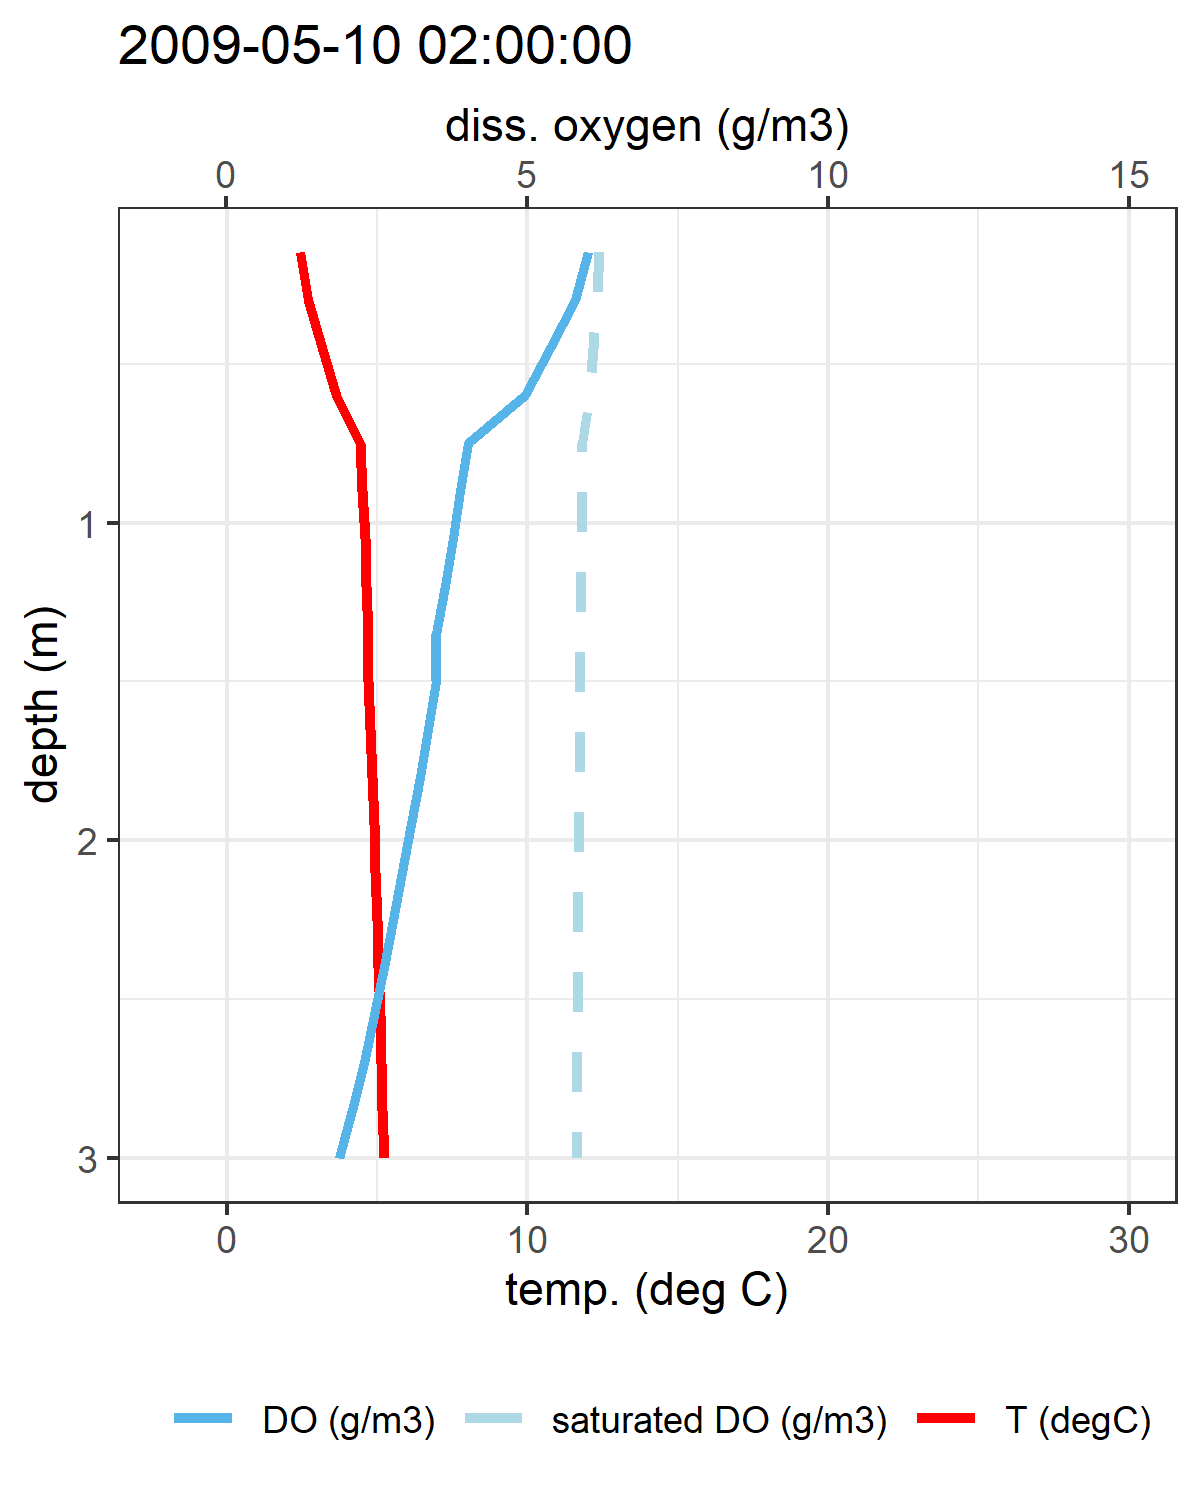 2009-05-10 02:00:00
diss. oxygen (g/m3)
0 5 10 15
1
2
3
depth (m)
0 10 20 30
temp. (deg C)
DO (g/m3) saturated DO (g/m3) T (degC)